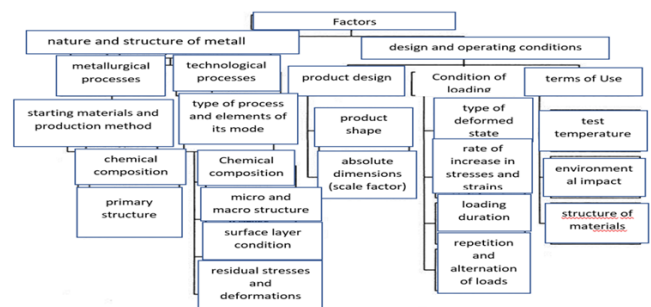 Factors
nature and structure of metall
design and operating conditions
metallurgical
processes
technological
processes
product design
Condition of
loading
terms of Use
starting materials and
production method
type of process
and elements of
its mode
product
shape
type of
deformed
state
test
temperature
chemical
composition
Chemical
composition
absolute
dimensions
(scale factor)
rate of
increase in
stresses and
strains
environment
al impact
primary
structure
micro and
macro structure
loading
duration
structure of
materials
surface layer
condition
repetition
and
alternation
of loads
residual stresses
and
deformations